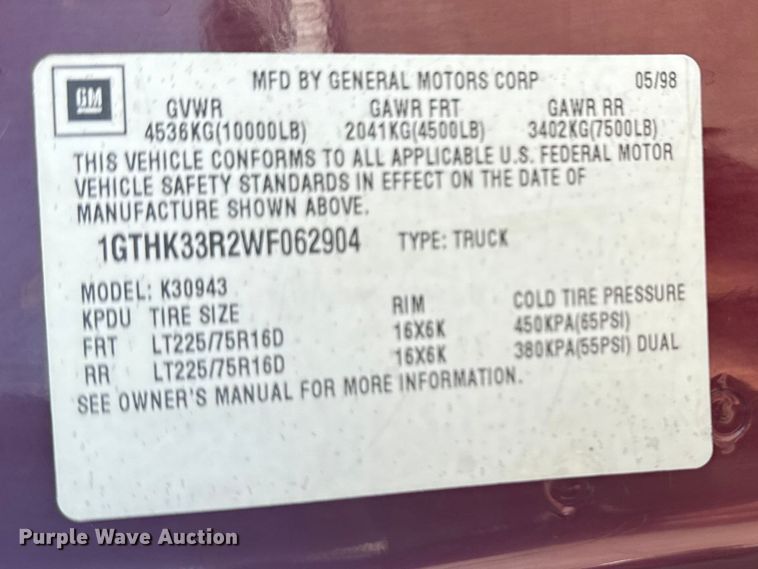 GM
MFD BY GENERAL MOTORS CORP 05/98
GVWR GAWR FRT GAWR RR
4536KG(10000LB) 2041KG(4500LB) 3402KG(7500LB)
THIS VEHICLE CONFORMS TO ALL APPLICABLE U.S. FEDERAL MOTOR
VEHICLE SAFETY STANDARDS IN EFFECT ON THE DATE OF
MANUFACTURE SHOWN ABOVE.
1GTHK33R2WF062904 TYPE: TRUCK
MODEL: K30943
KPDU TIRE SIZE RIM COLD TIRE PRESSURE
FRT LT225/75R16D 16X6K 450KPA(65PSI)
RR LT225/75R16D 16X6K 380KPA(55PSI) DUAL
SEE OWNER'S MANUAL FOR MORE INFORMATION.
Purple Wave Auction